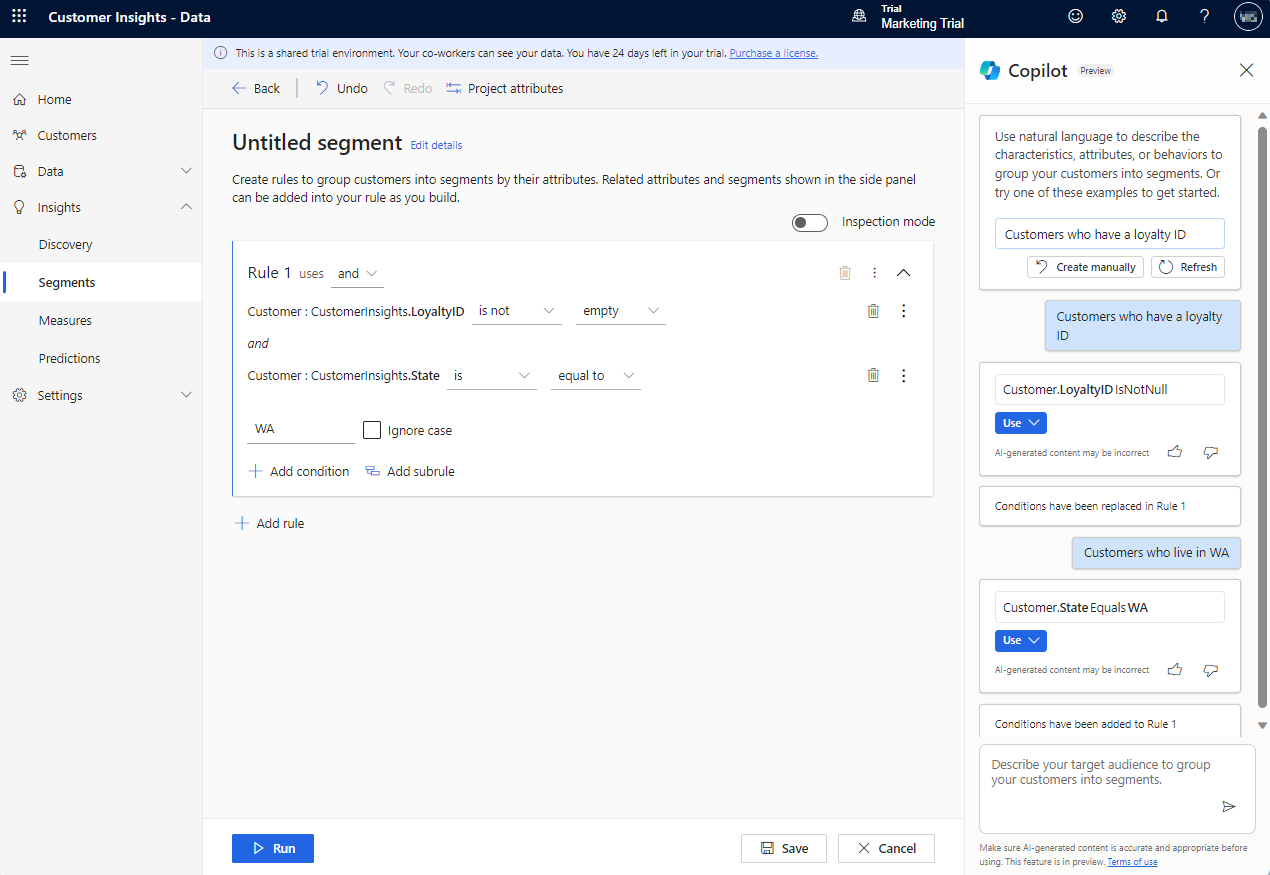 Customer Insights - Data
Trial
Marketing Trial
?
Home
Customers
Data
Insights
Discovery
Segments
Measures
Predictions
Settings
This is a shared trial environment. Your co-workers can see your data. You have 24 days left in your trial. Purchase a license.
Back
Undo
Redo
Project attributes
Untitled segment Edit details
Create rules to group customers into segments by their attributes. Related attributes and segments shown in the side panel
can be added into your rule as you build.
Inspection mode
Rule 1 uses and
Customer : CustomerInsights.LoyaltyID is not empty
and
Customer : CustomerInsights.State is equal to
WA Ignore case
Add condition Add subrule
Add rule
Run
Save
Cancel
Copilot Preview
Use natural language to describe the
characteristics, attributes, or behaviors to
group your customers into segments. Or
try one of these examples to get started.
Customers who have a loyalty ID
Create manually
Refresh
Customers who have a loyalty
ID
Customer.LoyaltyID IsNotNull
Use
AI-generated content may be incorrect
Conditions have been replaced in Rule 1
Customers who live in WA
Customer.State Equals WA
Use
AI-generated content may be incorrect
Conditions have been added to Rule 1
Describe your target audience to group
your customers into segments.
Make sure AI-generated content is accurate and appropriate before
using. This feature is in preview. Terms of use